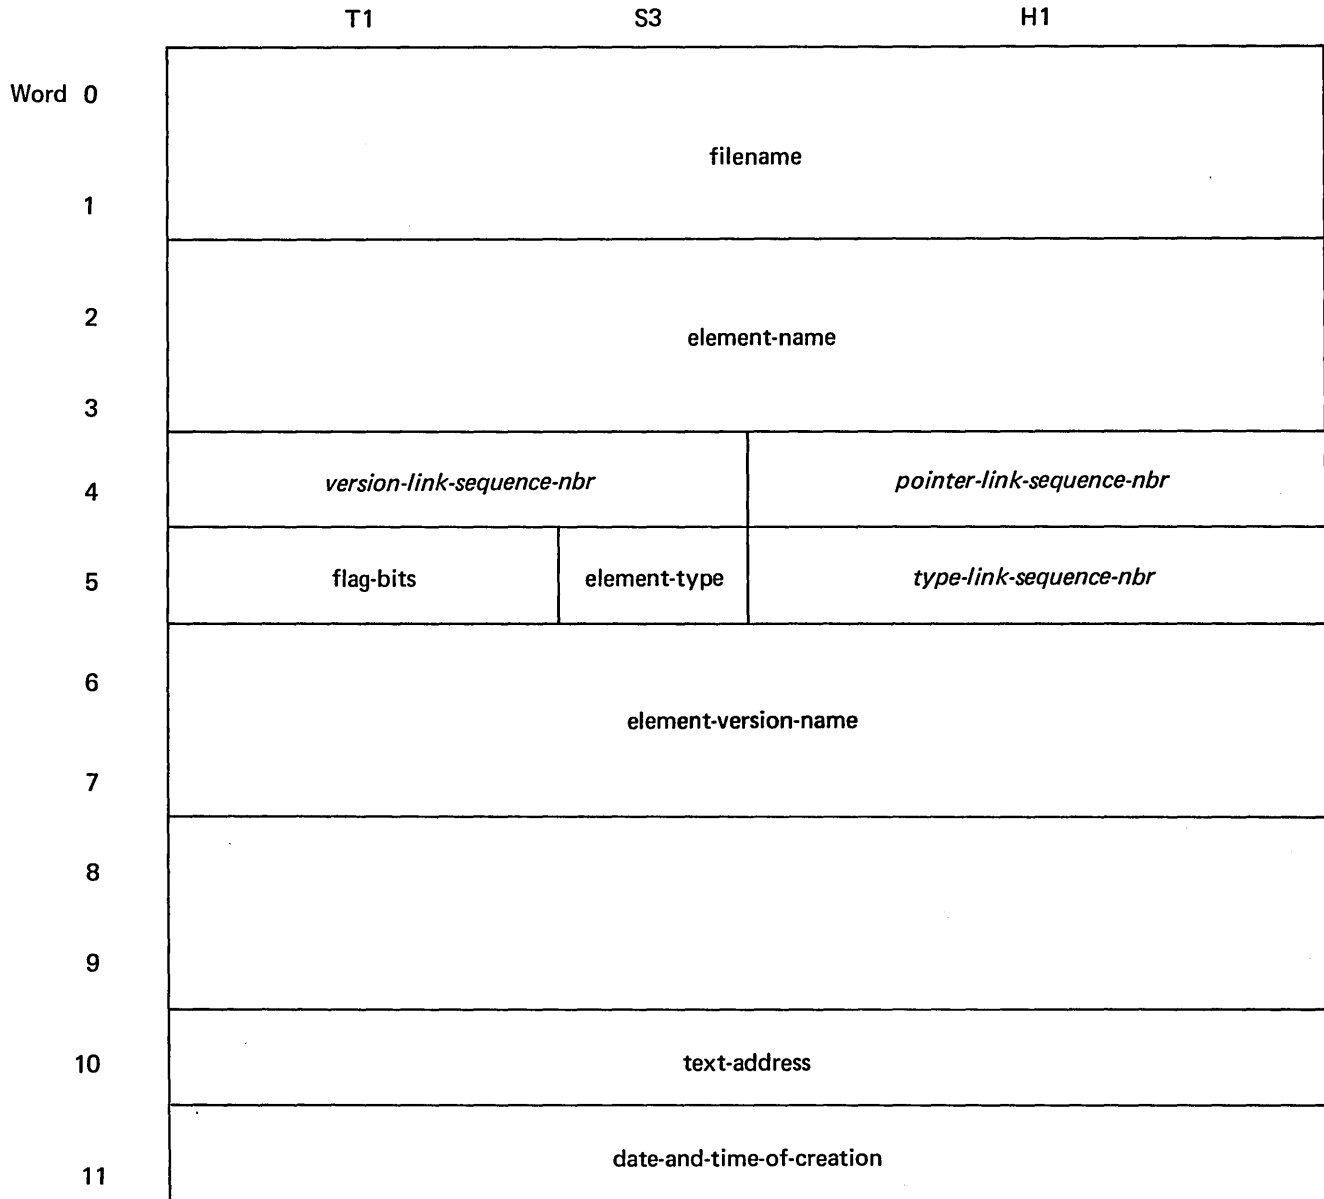 T1 S3 H1
Word 0
filename
1
2
element-name
3
4 version-link-sequence-nbr pointer-link-sequence-nbr
5 flag-bits element-type type-link-sequence-nbr
6
element-version-name
7
8
9
10 text-address
11 date-and-time-of-creation